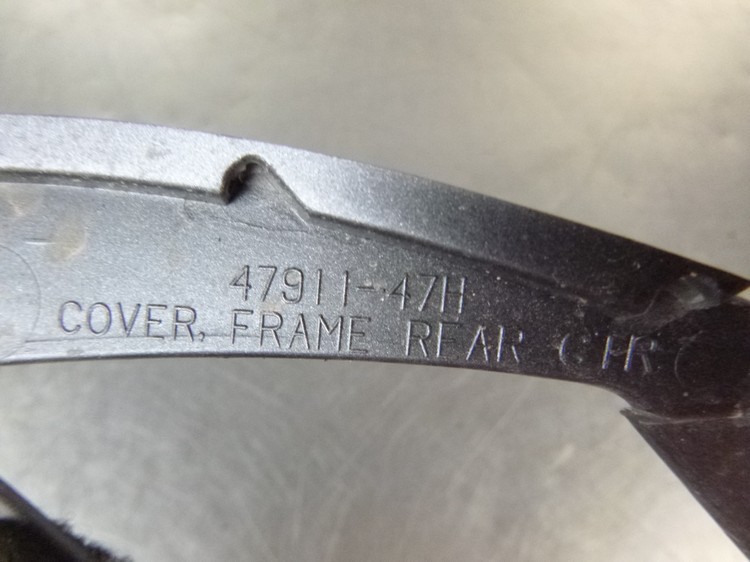 47911-47H
COVER, FRAME REAR CTR